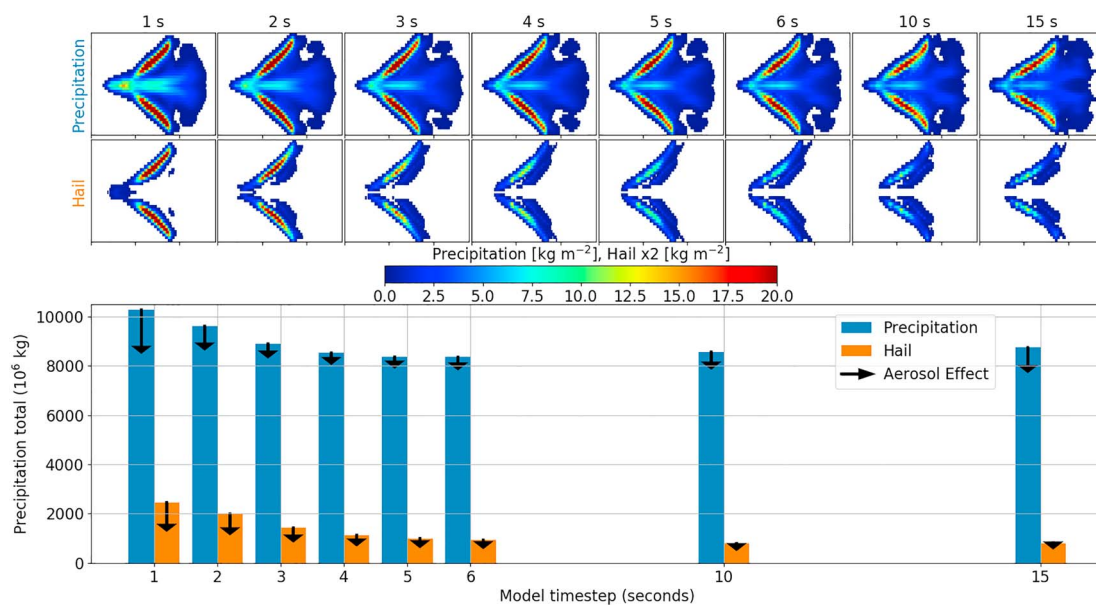 1 s 2 s 3 s 4 s 5 s 6 s 10 s 15 s
Precipitation
Hail
Precipitation [kg m⁻²], Hail x2 [kg m⁻²]
0.0 2.5 5.0 7.5 10.0 12.5 15.0 17.5 20.0
Precipitation total (10⁶ kg)
10000
8000
6000
4000
2000
0
Precipitation
Hail
Aerosol Effect
1 2 3 4 5 6 10 15
Model timestep (seconds)